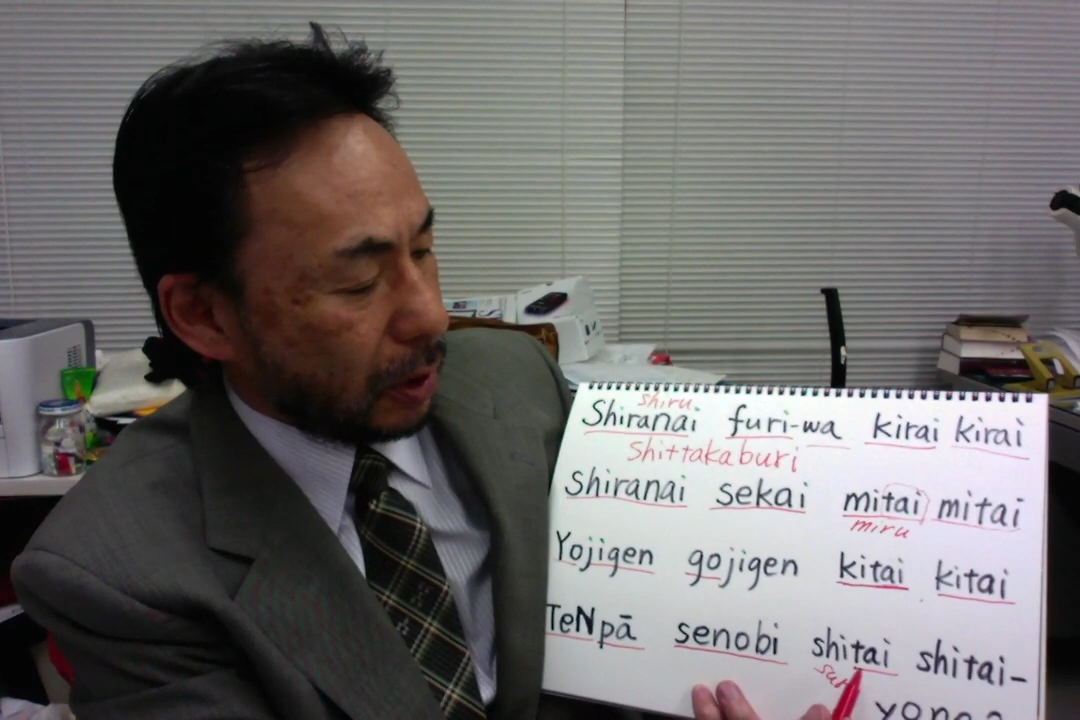 shiru
Shiranai furi-wa kirai kirai
Shittakaburi
Shiranai sekai mitai mitai
miru
Yojigen gojigen kitai kitai
TeNpā senobi shitai shitai-